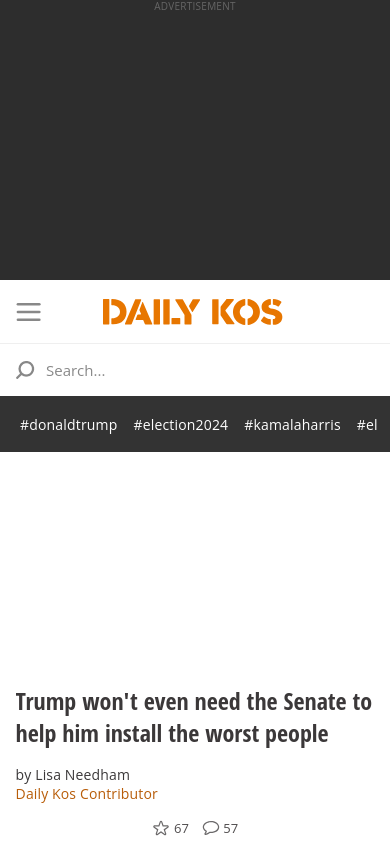 ADVERTISEMENT
DAILY KOS
Search...
#donaldtrump #election2024 #kamalaharris #el
Trump won't even need the Senate to
help him install the worst people
by Lisa Needham
Daily Kos Contributor
67 57